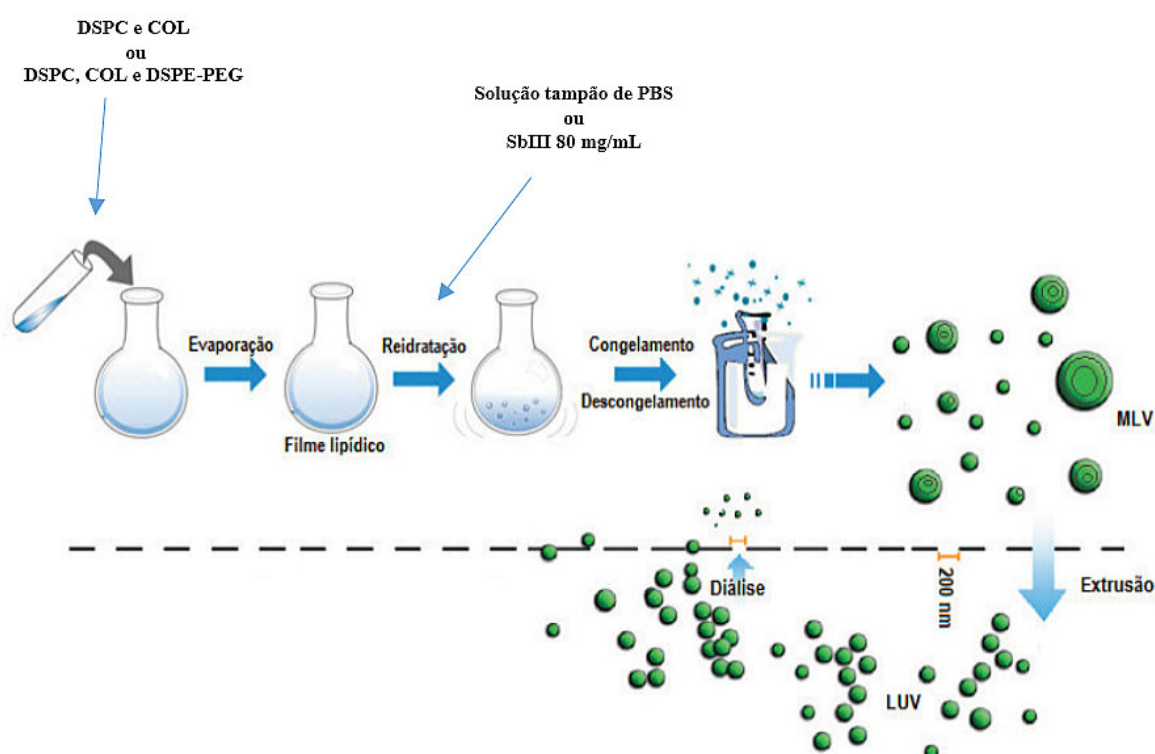 DSPC e COL
ou
DSPC, COL e DSPE-PEG
Solução tampão de PBS
ou
SbIII 80 mg/mL
Evaporação
Filme lipídico
Reidratação
Congelamento
Descongelamento
MLV
Diálise
200 nm
Extrusão
LUV